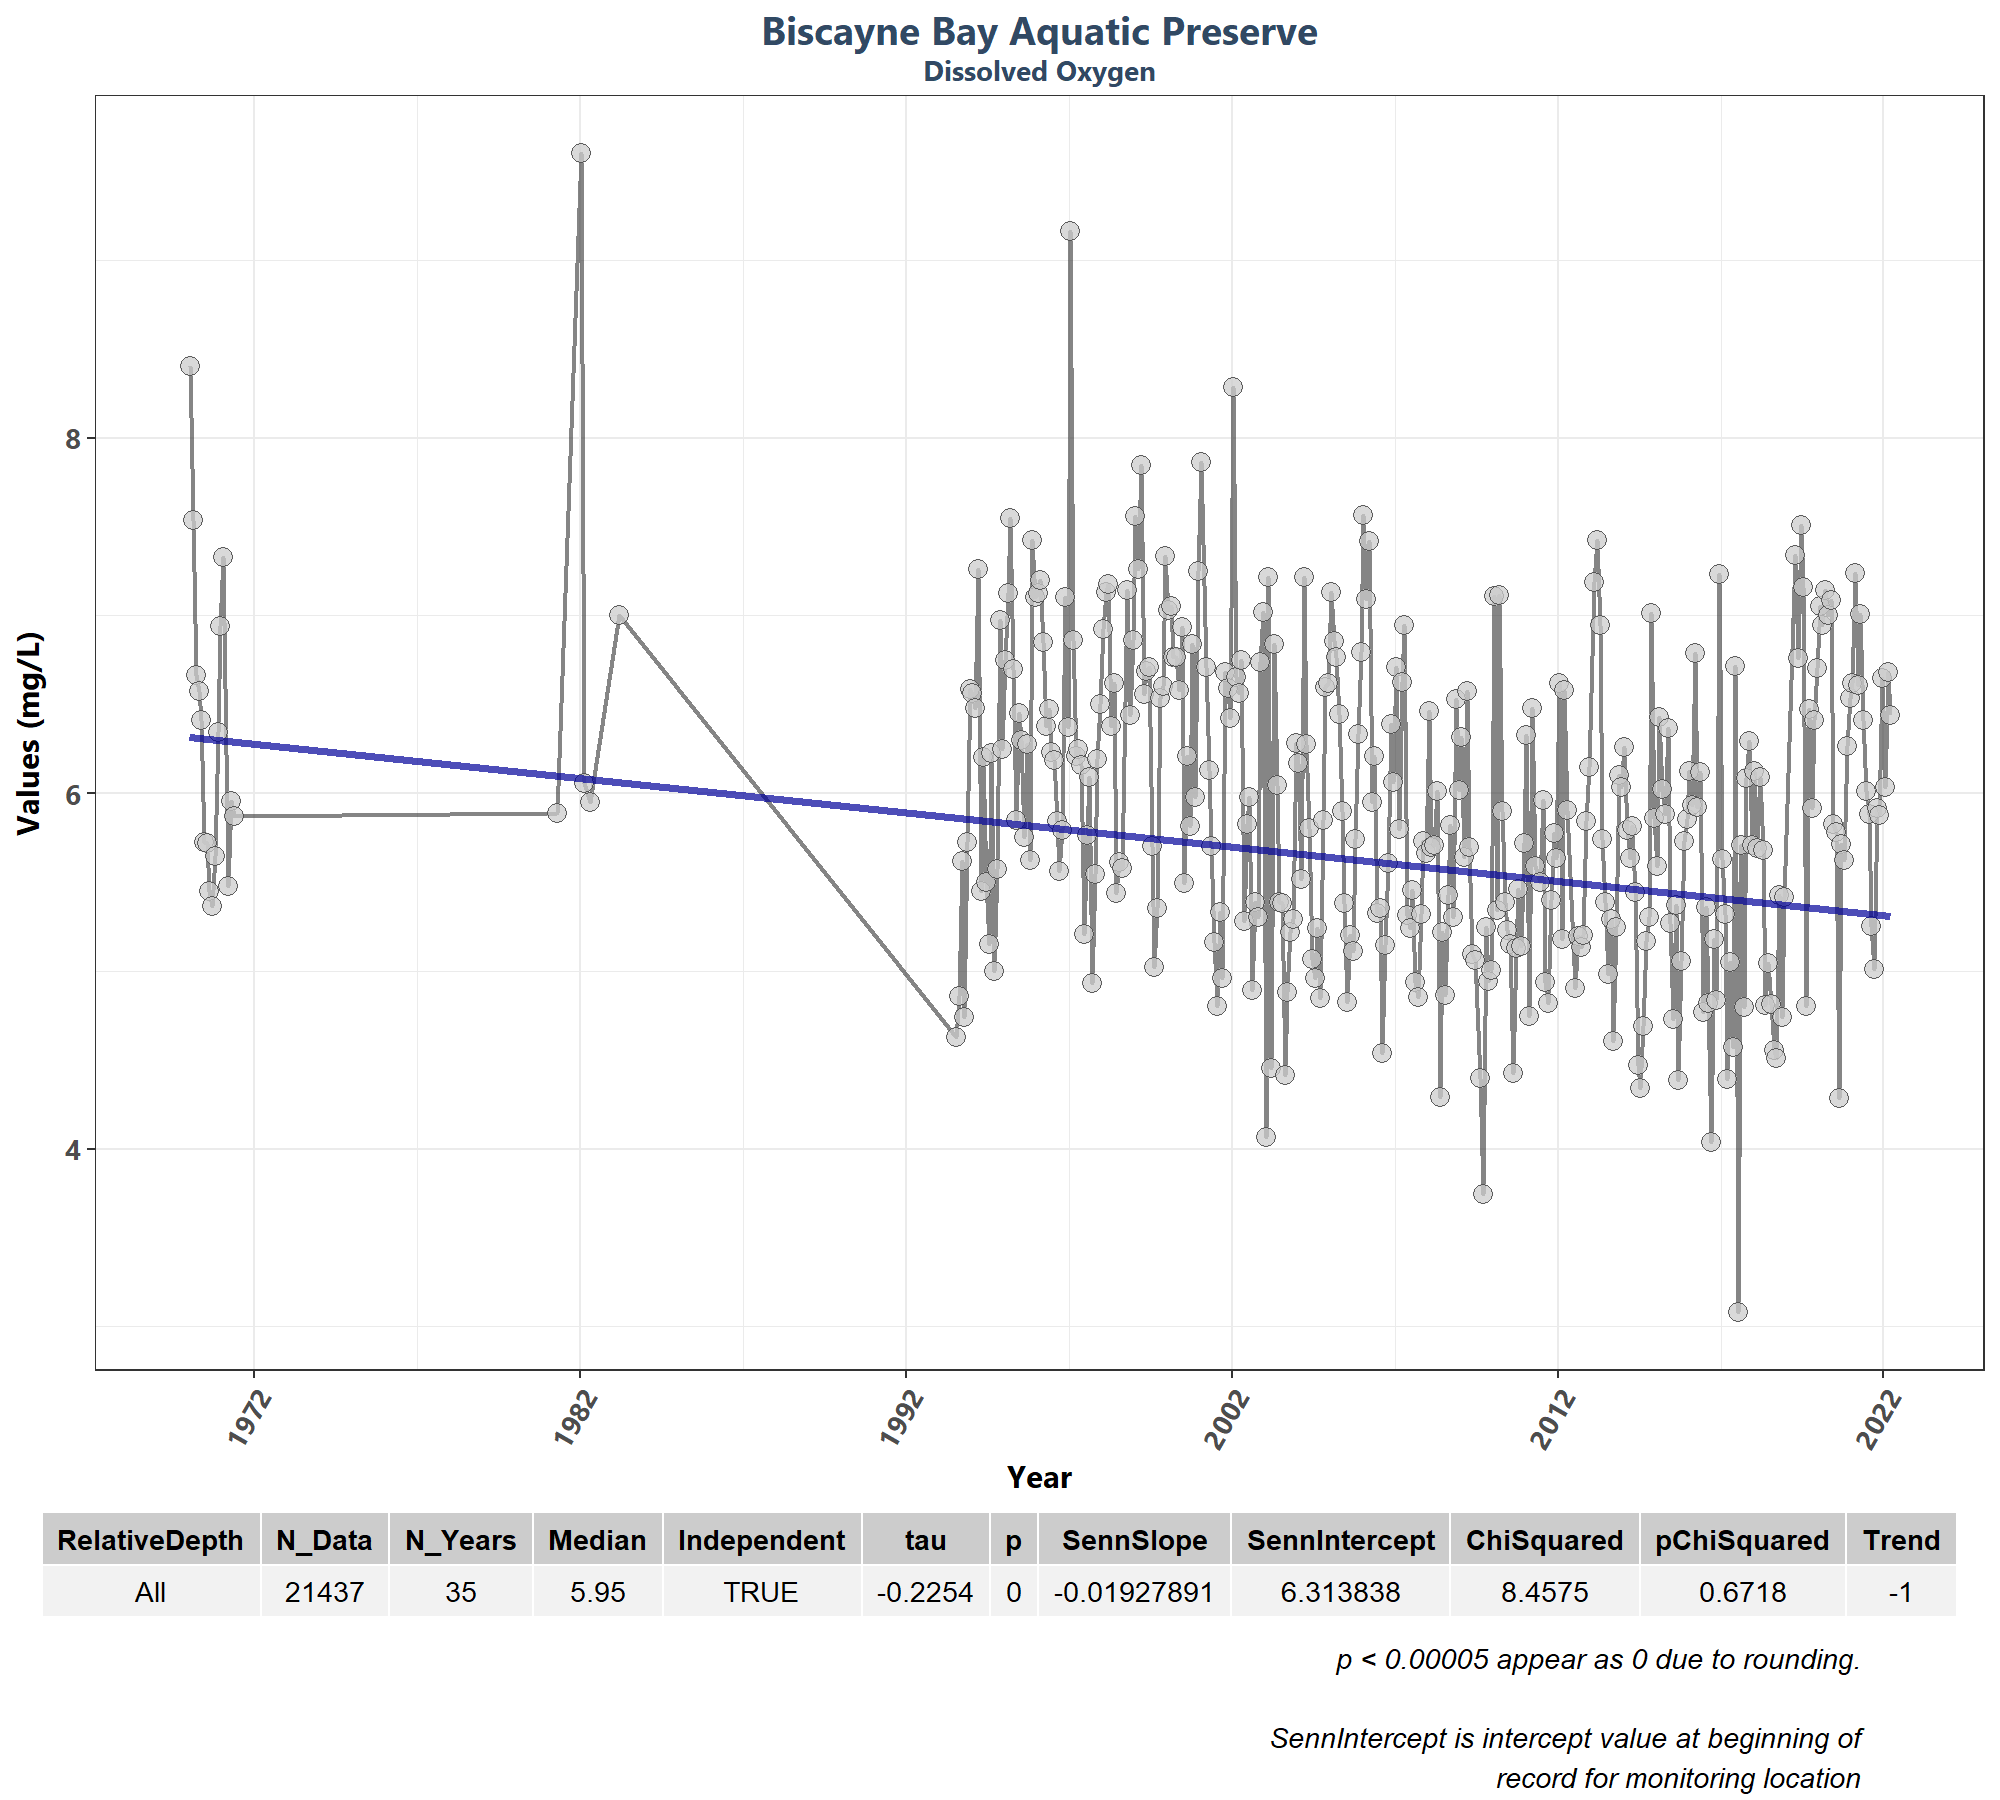 Biscayne Bay Aquatic Preserve
Dissolved Oxygen
Values (mg/L)
8
6
4
1972 1982 1992 2002 2012 2022
Year
RelativeDepth N_Data N_Years Median Independent tau p SennSlope SennIntercept ChiSquared pChiSquared Trend
All 21437 35 5.95 TRUE -0.2254 0 -0.01927891 6.313838 8.4575 0.6718 -1
p < 0.00005 appear as 0 due to rounding.
SennIntercept is intercept value at beginning of
record for monitoring location